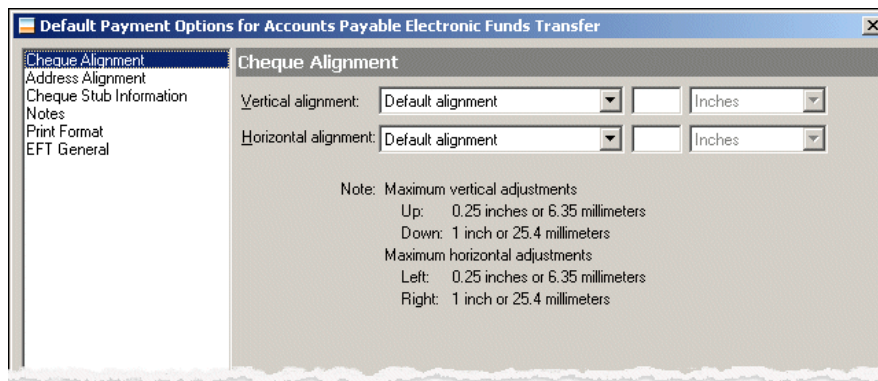 Default Payment Options for Accounts Payable Electronic Funds Transfer
Cheque Alignment
Address Alignment
Cheque Stub Information
Notes
Print Format
EFT General
Cheque Alignment
Vertical alignment: Default alignment Inches
Horizontal alignment: Default alignment Inches
Note: Maximum vertical adjustments
Up: 0.25 inches or 6.35 millimeters
Down: 1 inch or 25.4 millimeters
Maximum horizontal adjustments
Left: 0.25 inches or 6.35 millimeters
Right: 1 inch or 25.4 millimeters